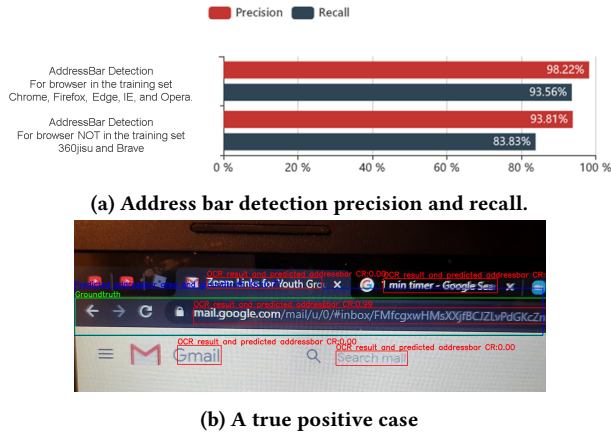 Precision Recall
AddressBar Detection
For browser in the training set
Chrome, Firefox, Edge, IE, and Opera.
98.22%
93.56%
AddressBar Detection
For browser NOT in the training set
360jisu and Brave
93.81%
83.83%
0 % 20 % 40 % 60 % 80 % 100 %
(a) Address bar detection precision and recall.
OCR result and predicted addressbar CR:0.00 OCR result and predicted addressbar CR:
Zoom Links for Youth Grou × 1 min timer - Google Sea ×
Groundtruth
OCR result and predicted addressbar CR:0.99
mail.google.com/mail/u/0/#inbox/FMfcgxwHMsXXjfBCJZLvPdGKcZn
OCR result and predicted addressbar CR:0.00 OCR result and predicted addressbar CR:0.00
Gmail Search mail
(b) A true positive case